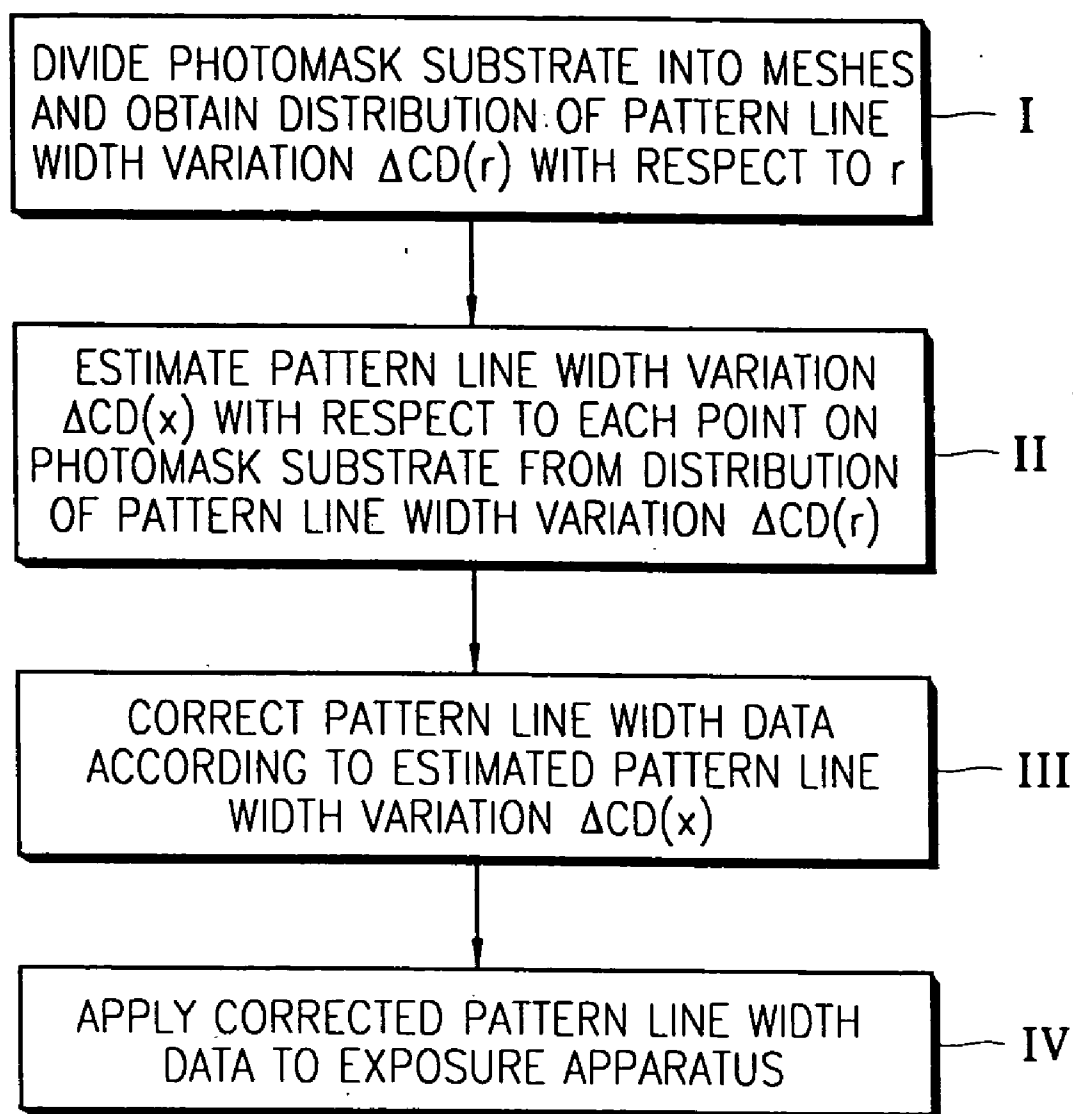 DIVIDE PHOTOMASK SUBSTRATE INTO MESHES
AND OBTAIN DISTRIBUTION OF PATTERN LINE
WIDTH VARIATION ΔCD(r) WITH RESPECT TO r
I
ESTIMATE PATTERN LINE WIDTH VARIATION
ΔCD(x) WITH RESPECT TO EACH POINT ON
PHOTOMASK SUBSTRATE FROM DISTRIBUTION
OF PATTERN LINE WIDTH VARIATION ΔCD(r)
II
CORRECT PATTERN LINE WIDTH DATA
ACCORDING TO ESTIMATED PATTERN LINE
WIDTH VARIATION ΔCD(x)
III
APPLY CORRECTED PATTERN LINE WIDTH
DATA TO EXPOSURE APPARATUS
IV